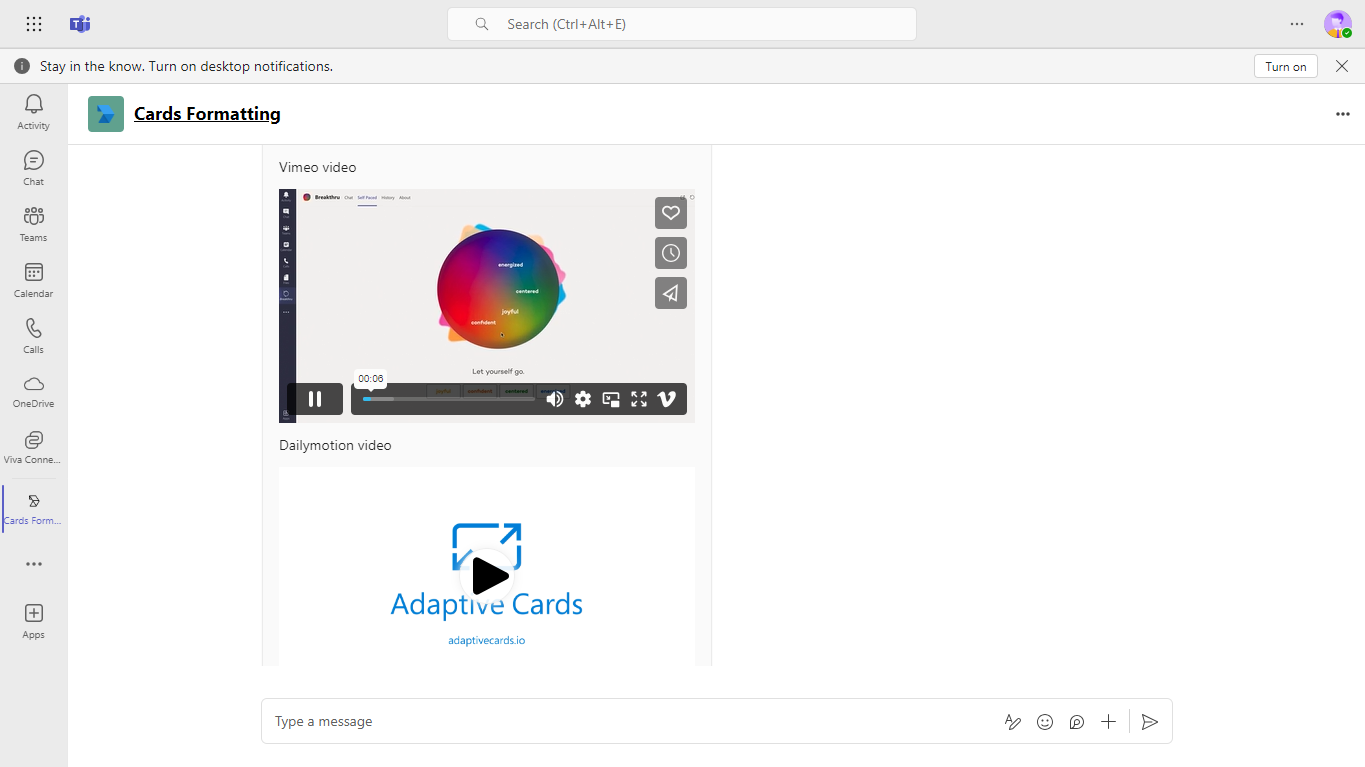 Search (Ctrl+Alt+E)
Stay in the know. Turn on desktop notifications.
Turn on
Activity
Chat
Teams
Calendar
Calls
OneDrive
Viva Conne...
Cards Form...
Apps
Cards Formatting
Vimeo video
Breakthru Chat Self-Paced History About
energized
centered
joyful
confident
Let yourself go.
joyful confident centered energized
00:06
Dailymotion video
Adaptive Cards
adaptivecards.io
Type a message